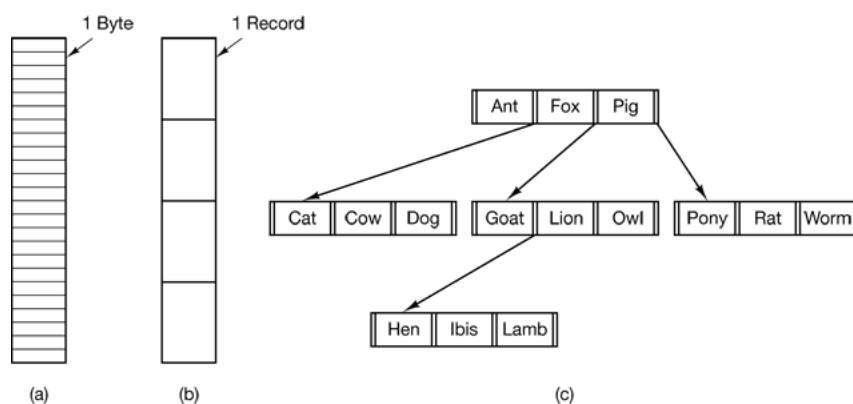 1 Byte
1 Record
Ant Fox Pig
Cat Cow Dog
Goat Lion Owl
Pony Rat Worm
Hen Ibis Lamb
(a)
(b)
(c)